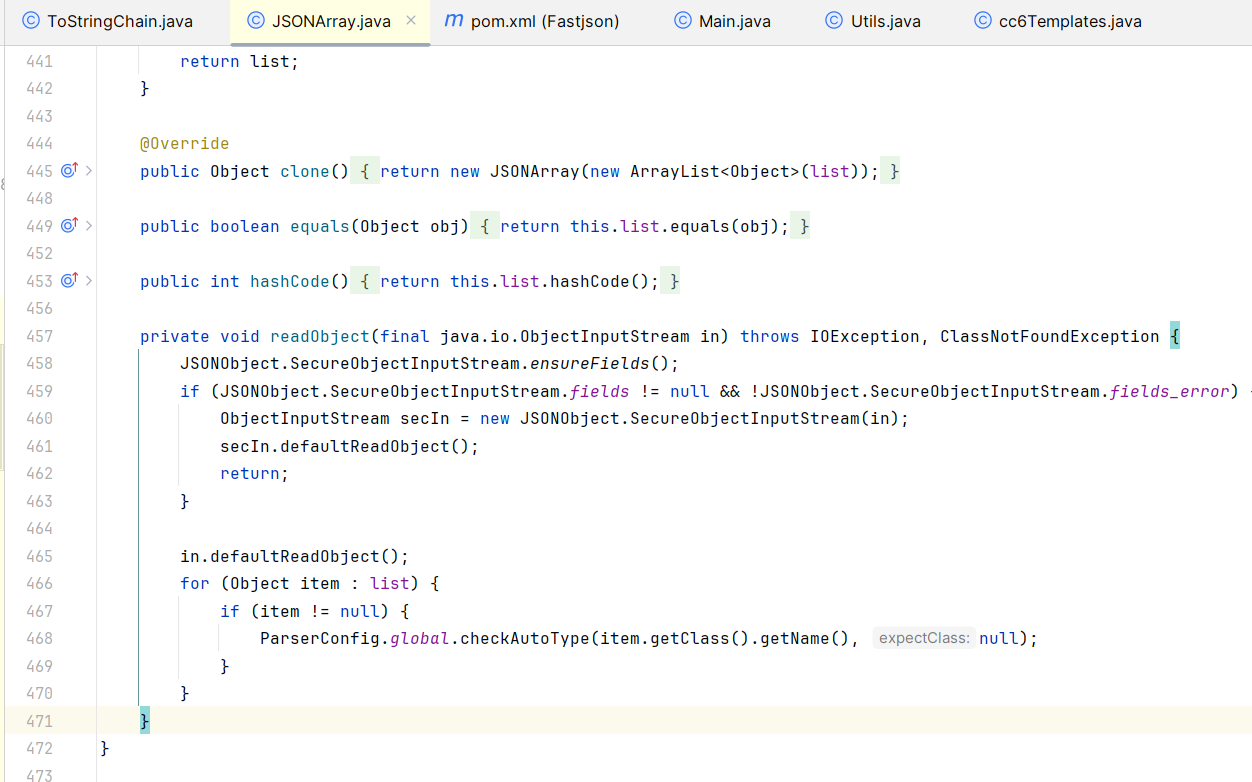 ToStringChain.java JSONArray.java × m pom.xml (Fastjson) Main.java Utils.java cc6Templates.java
441 return list;
442 }
443
444 @Override
445 public Object clone() { return new JSONArray(new ArrayList<Object>(list)); }
448
449 public boolean equals(Object obj) { return this.list.equals(obj); }
452
453 public int hashCode() { return this.list.hashCode(); }
456
457 private void readObject(final java.io.ObjectInputStream in) throws IOException, ClassNotFoundException {
458 JSONObject.SecureObjectInputStream.ensureFields();
459 if (JSONObject.SecureObjectInputStream.fields != null && !JSONObject.SecureObjectInputStream.fields_error) {
460 ObjectInputStream secIn = new JSONObject.SecureObjectInputStream(in);
461 secIn.defaultReadObject();
462 return;
463 }
464
465 in.defaultReadObject();
466 for (Object item : list) {
467 if (item != null) {
468 ParserConfig.global.checkAutoType(item.getClass().getName(), expectClass: null);
469 }
470 }
471 }
472 }
473